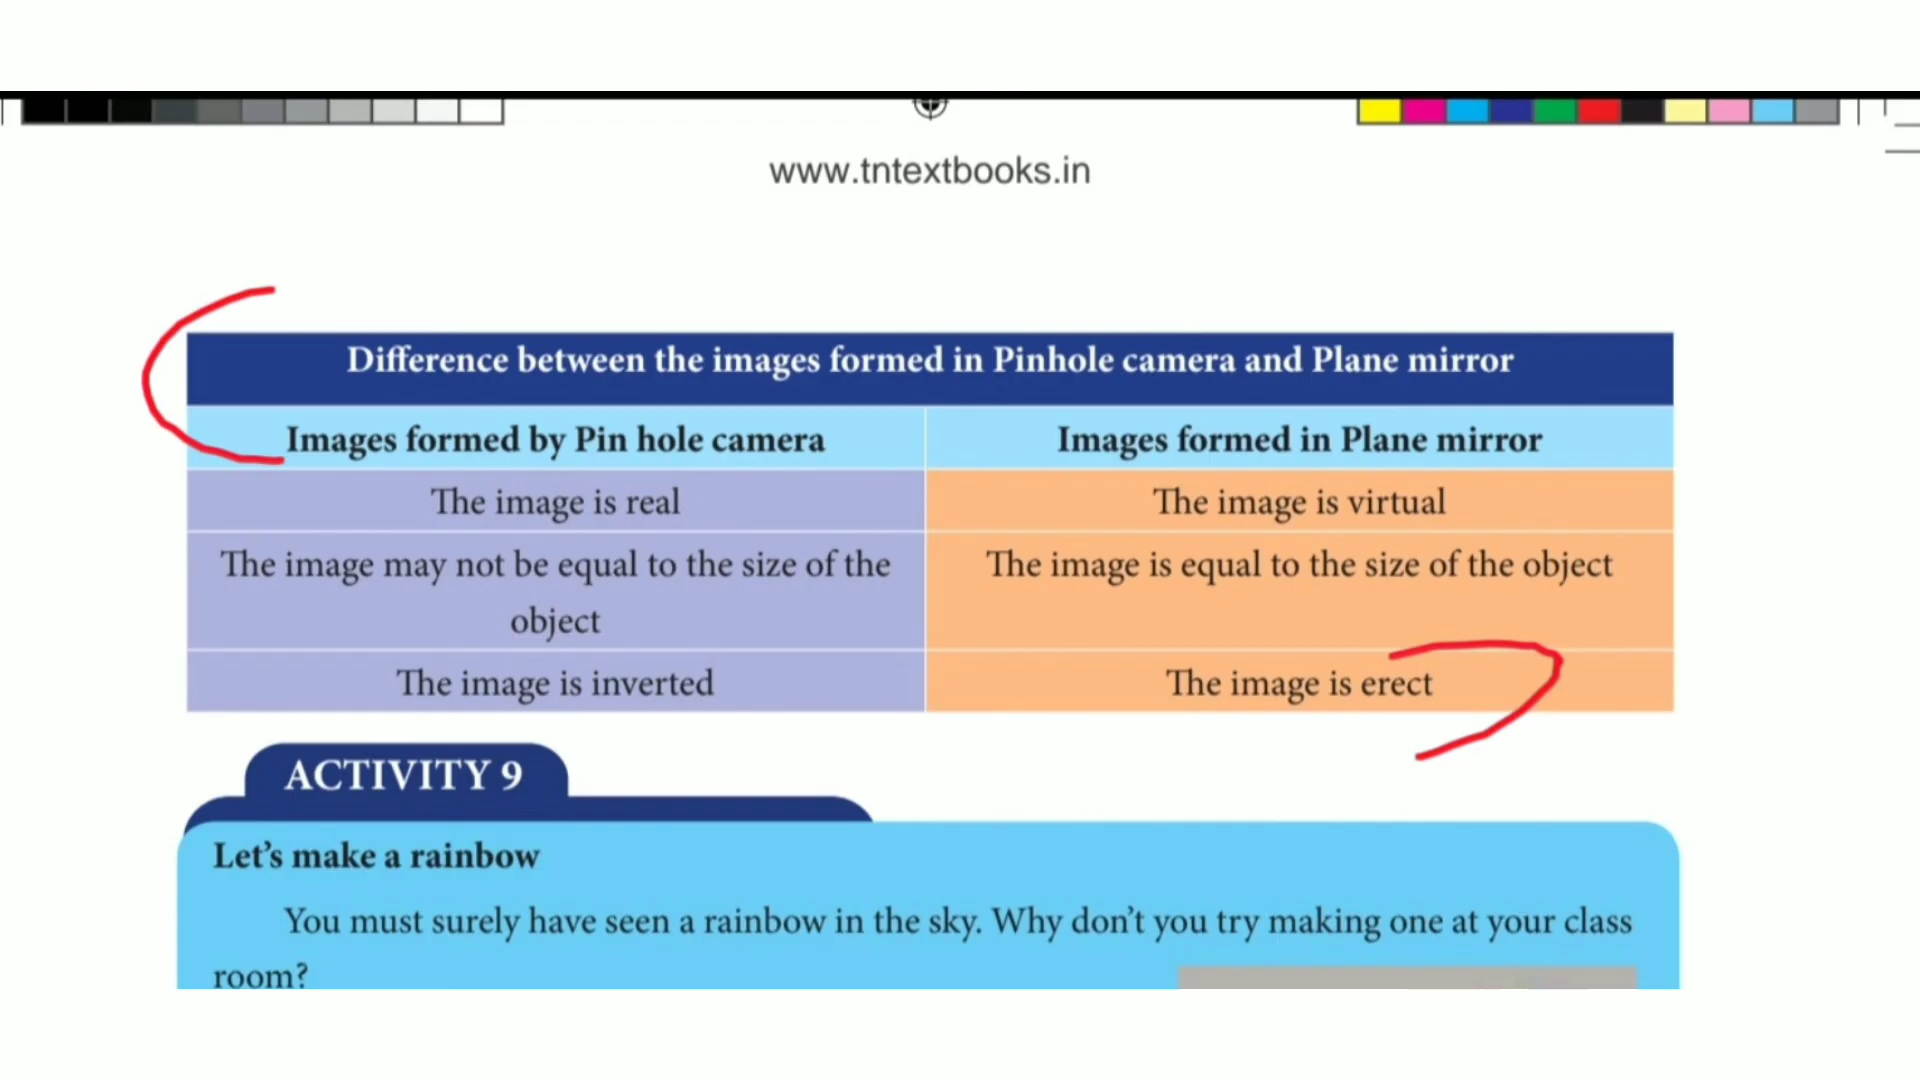 www.tntextbooks.in
Difference between the images formed in Pinhole camera and Plane mirror
Images formed by Pin hole camera
Images formed in Plane mirror
The image is real
The image is virtual
The image may not be equal to the size of the
object
The image is equal to the size of the object
The image is inverted
The image is erect
ACTIVITY 9
Let's make a rainbow
You must surely have seen a rainbow in the sky. Why don't you try making one at your class
room?